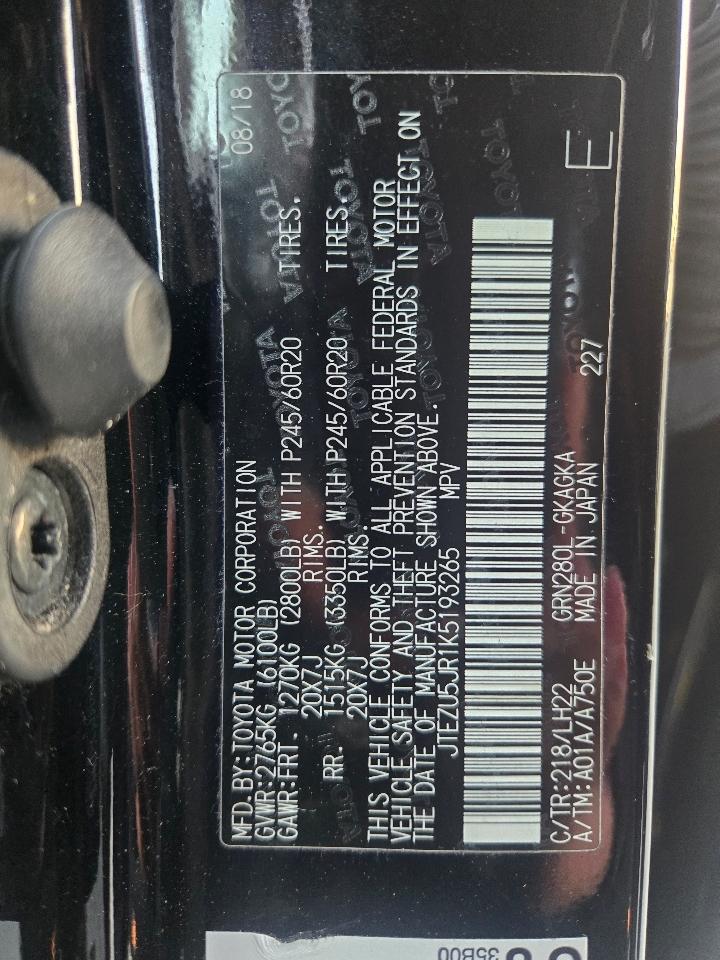 MFD.BY:TOYOTA MOTOR CORPORATION 08/18
GVWR:2765KG (6100LB)
GAWR:FRT. 1270KG (2800LB) WITH P245/60R20 TIRES.
20X7J RIMS.
RR. 1515KG (3350LB) WITH P245/60R20 TIRES.
20X7J RIMS.
THIS VEHICLE CONFORMS TO ALL APPLICABLE FEDERAL MOTOR
VEHICLE SAFETY AND THEFT PREVENTION STANDARDS IN EFFECT ON
THE DATE OF MANUFACTURE SHOWN ABOVE.
JTEZU5JR1K5193265 MPV
C/TR:218/LH22 GRN280L-GKAGKA
A/TM:A01A/A750E MADE IN JAPAN 227 E
35B00